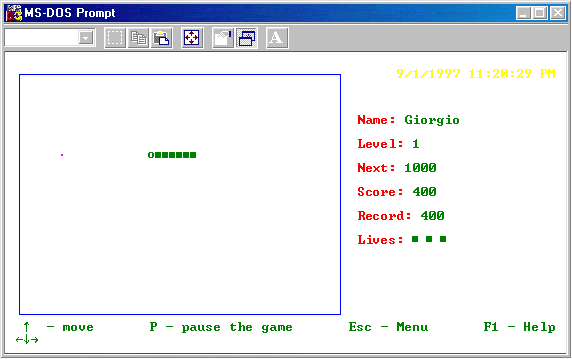 MS-DOS Prompt
A
9/1/1997 11:20:29 PM
Name: Giorgio
Level: 1
Next: 1000
Score: 400
Record: 400
Lives: ■ ■ ■
↑
←↓→ - move P - pause the game Esc - Menu F1 - Help